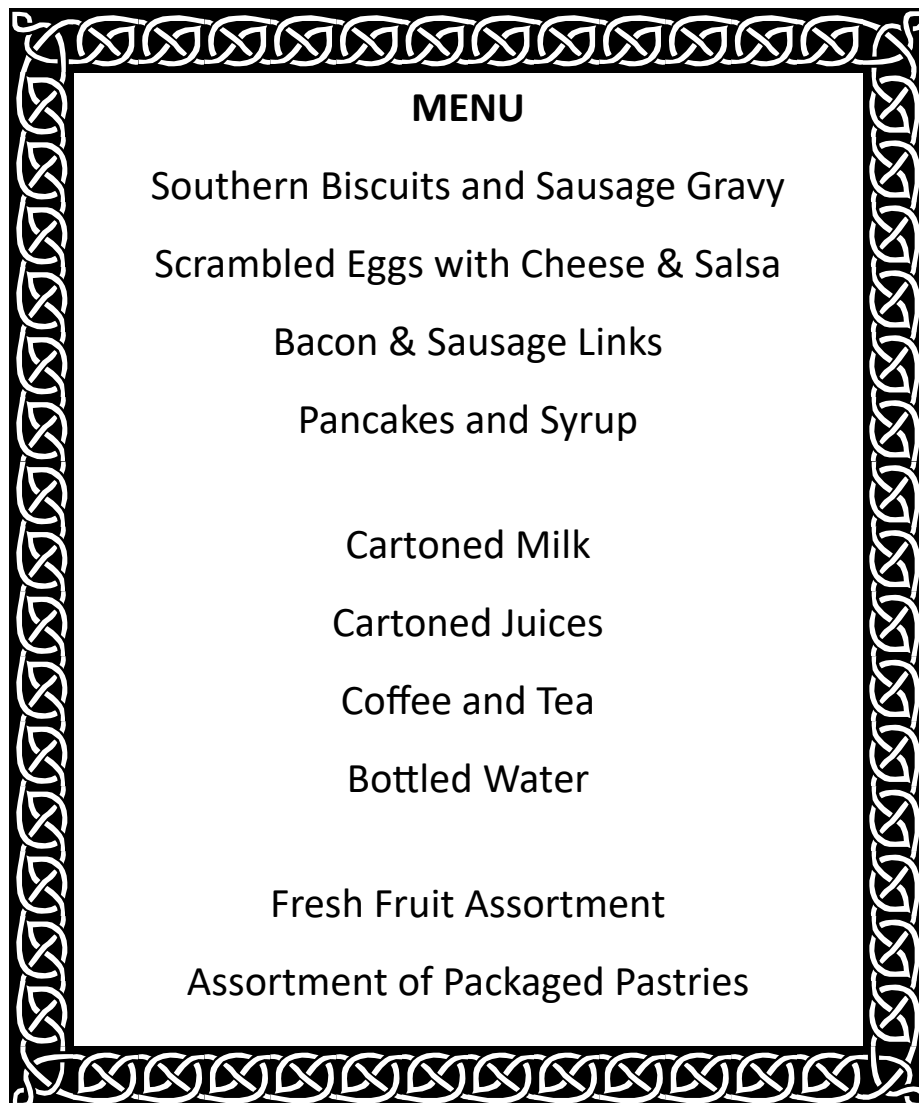 MENU
Southern Biscuits and Sausage Gravy
Scrambled Eggs with Cheese & Salsa
Bacon & Sausage Links
Pancakes and Syrup
Cartoned Milk
Cartoned Juices
Coffee and Tea
Bottled Water
Fresh Fruit Assortment
Assortment of Packaged Pastries